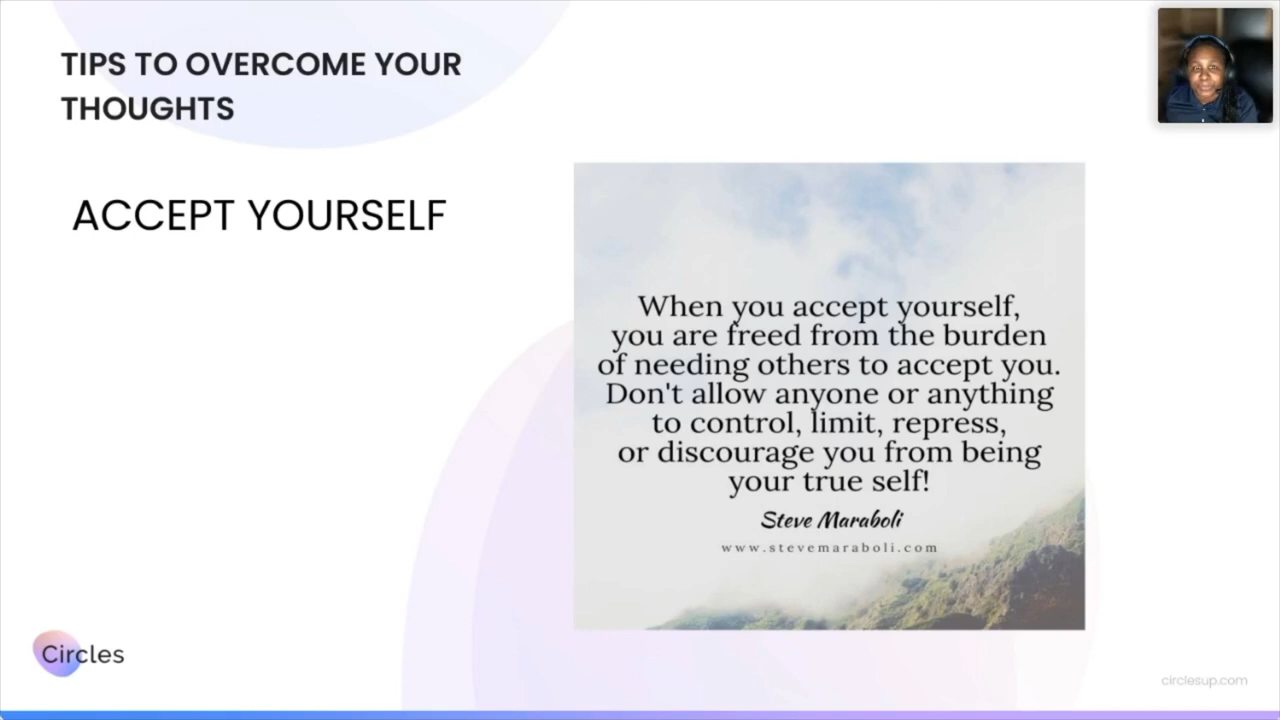 TIPS TO OVERCOME YOUR
THOUGHTS
ACCEPT YOURSELF
When you accept yourself,
you are freed from the burden
of needing others to accept you.
Don't allow anyone or anything
to control, limit, repress,
or discourage you from being
your true self!
Steve Maraboli
www.stevemaraboli.com
Circles
circlesup.com